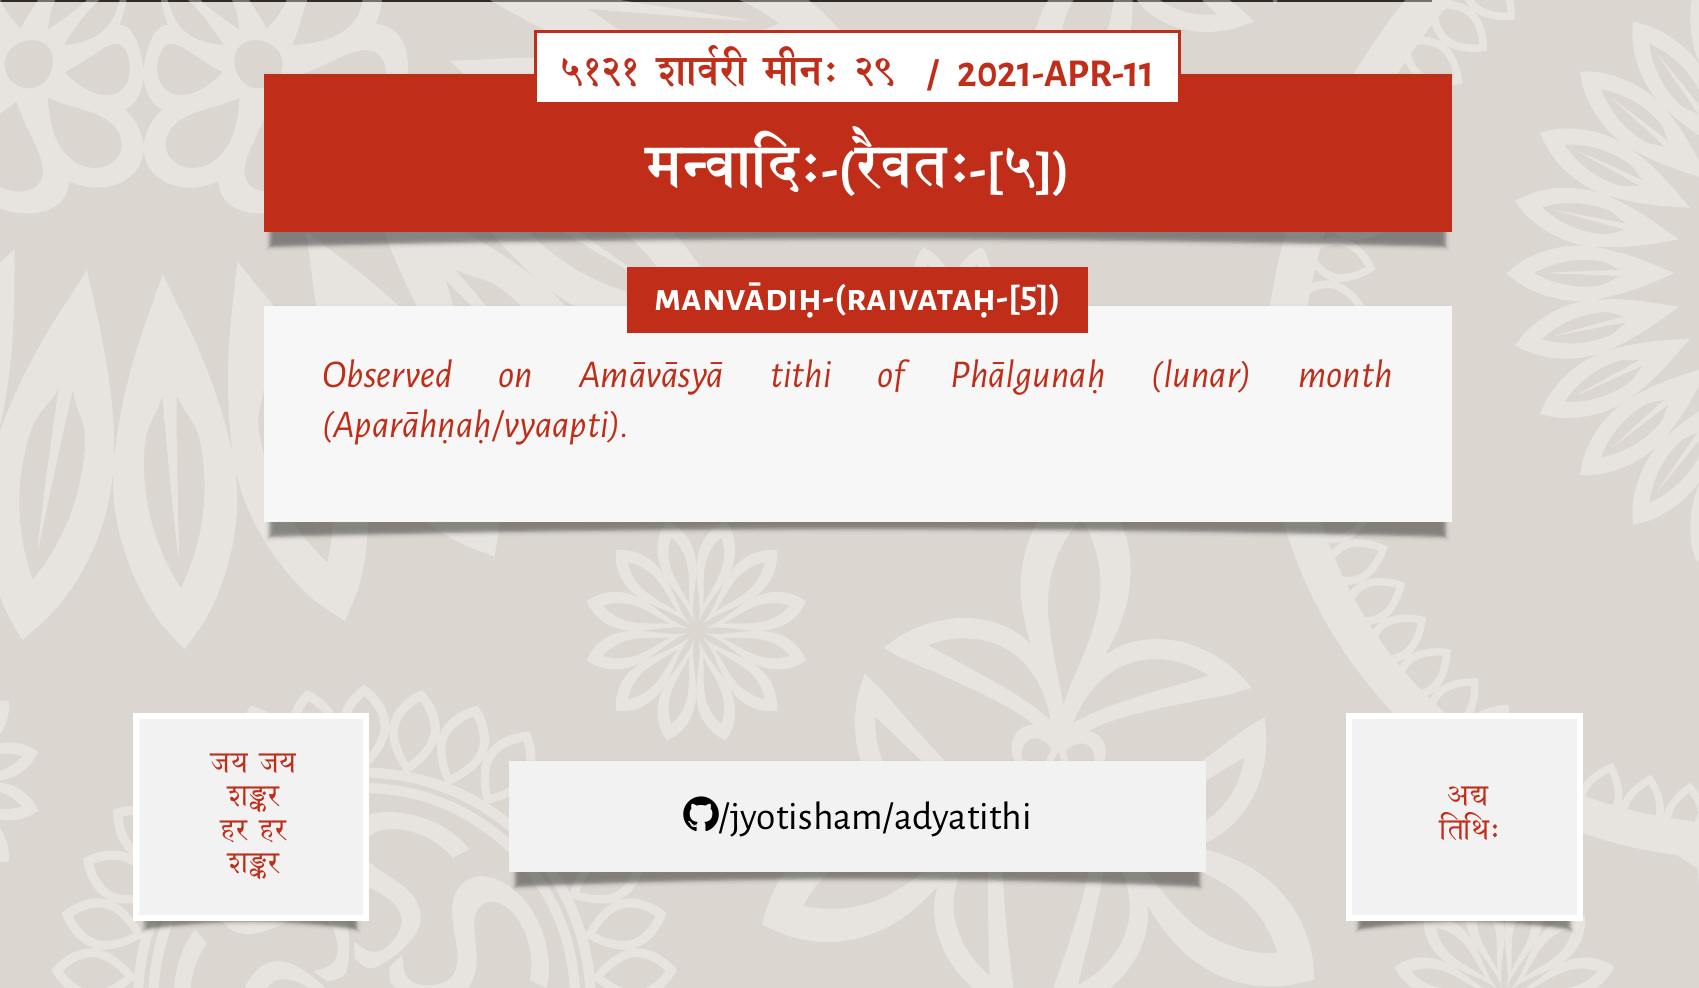 ५१२१ शार्वरी मीनः २९ / 2021-APR-11
मन्वादिः-(रैवतः-[५])
MANVĀDIḤ-(RAIVATAḤ-[5])
Observed on Amāvāsyā tithi of Phālgunaḥ (lunar) month
(Aparāhṇaḥ/vyaapti).
जय जय
शङ्कर
हर हर
शङ्कर
/jyotisham/adyatithi
अद्य
तिथिः